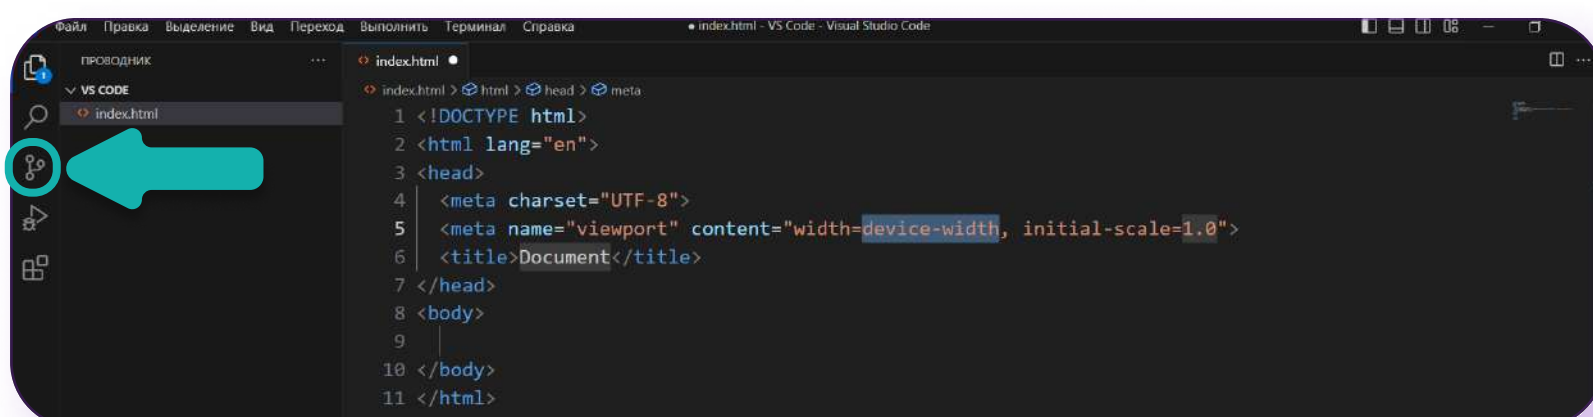 Файл Правка Выделение Вид Переход Выполнить Терминал Справка ● index.html - VS Code - Visual Studio Code
ПРОВОДНИК ···
VS CODE
index.html
1
index.html ●
index.html > html > head > meta
1 <!DOCTYPE html>
2 <html lang="en">
3 <head>
4 <meta charset="UTF-8">
5 <meta name="viewport" content="width=device-width, initial-scale=1.0">
6 <title>Document</title>
7 </head>
8 <body>
9
10 </body>
11 </html>